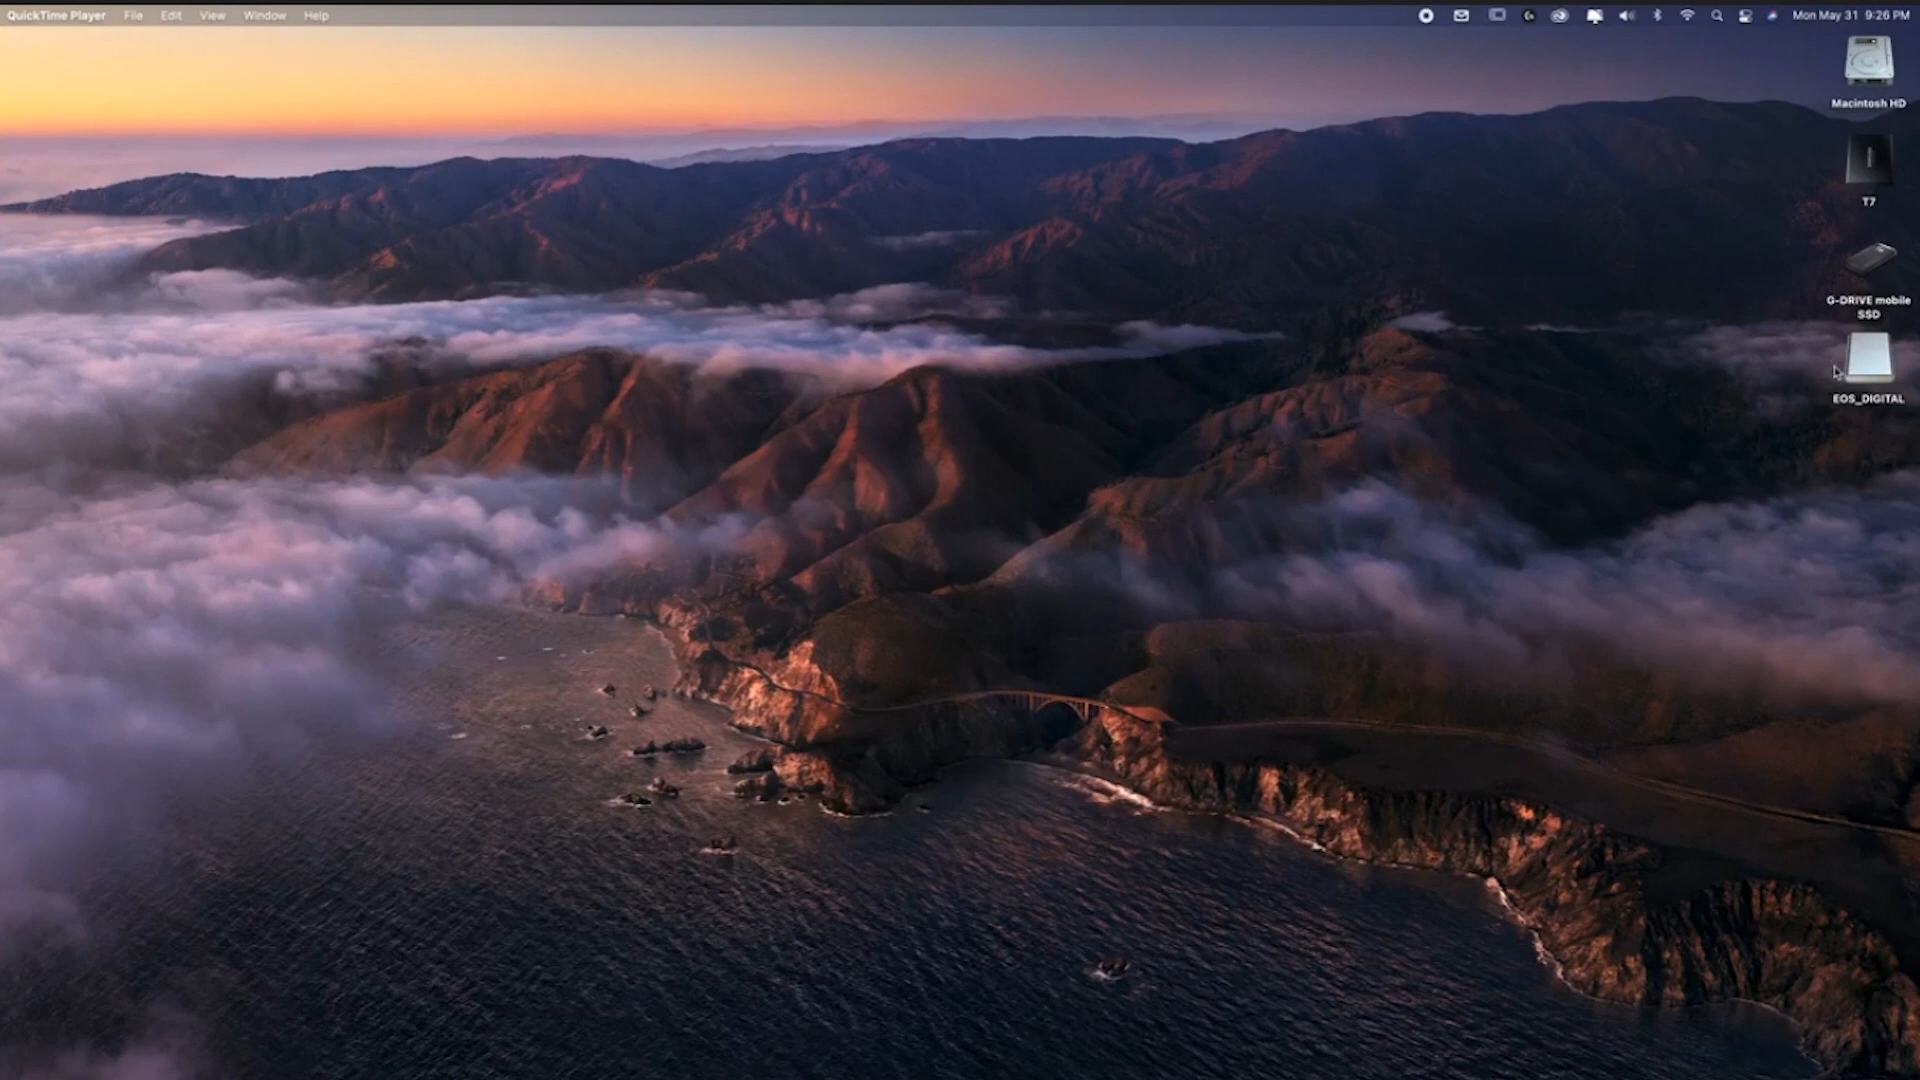 QuickTime Player File Edit View Window Help Mon May 31 9:26 PM
Macintosh HD
T7
G-DRIVE mobile
SSD
EOS_DIGITAL